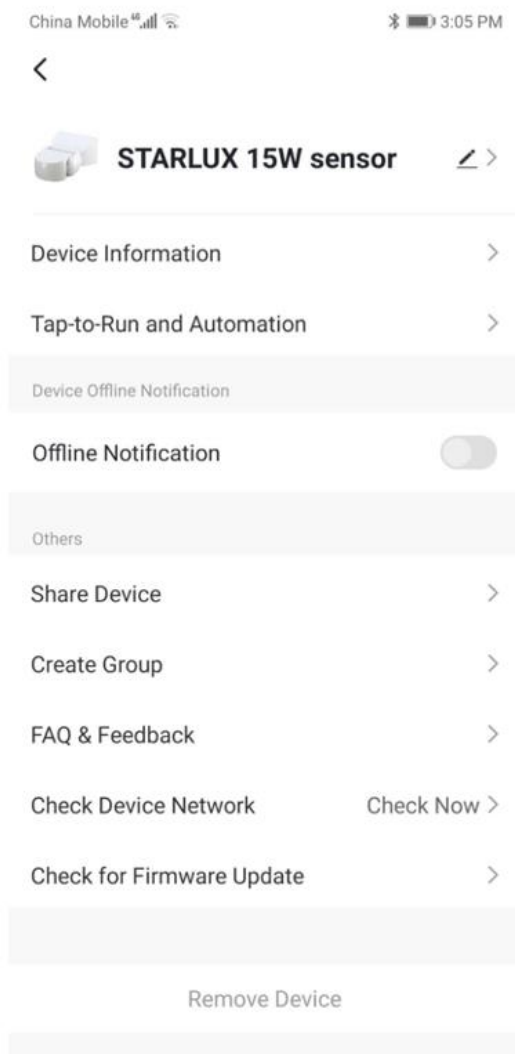 China Mobile 46 3:05 PM
STARLUX 15W sensor
Device Information
Tap-to-Run and Automation
Device Offline Notification
Offline Notification
Others
Share Device
Create Group
FAQ & Feedback
Check Device Network Check Now
Check for Firmware Update
Remove Device